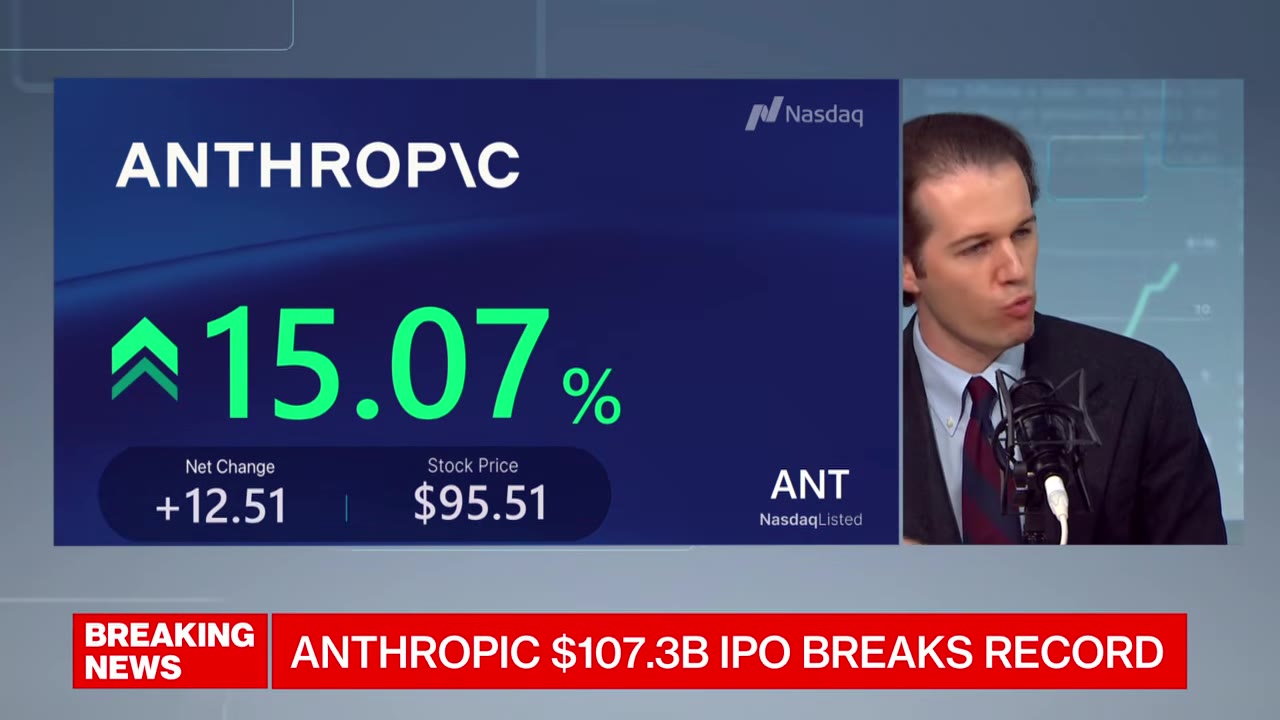 Nasdaq
ANTHROP\C
15.07%
Net Change
+12.51
Stock Price
$95.51
ANT
NasdaqListed
BREAKING
NEWS
ANTHROPIC $107.3B IPO BREAKS RECORD